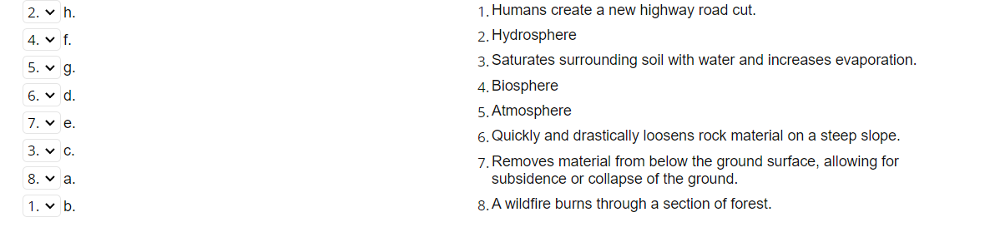 2. h.
4. f.
5. g.
6. d.
7. e.
3. c.
8. a.
1. b.
1. Humans create a new highway road cut.
2. Hydrosphere
3. Saturates surrounding soil with water and increases evaporation.
4. Biosphere
5. Atmosphere
6. Quickly and drastically loosens rock material on a steep slope.
7. Removes material from below the ground surface, allowing for
subsidence or collapse of the ground.
8. A wildfire burns through a section of forest.